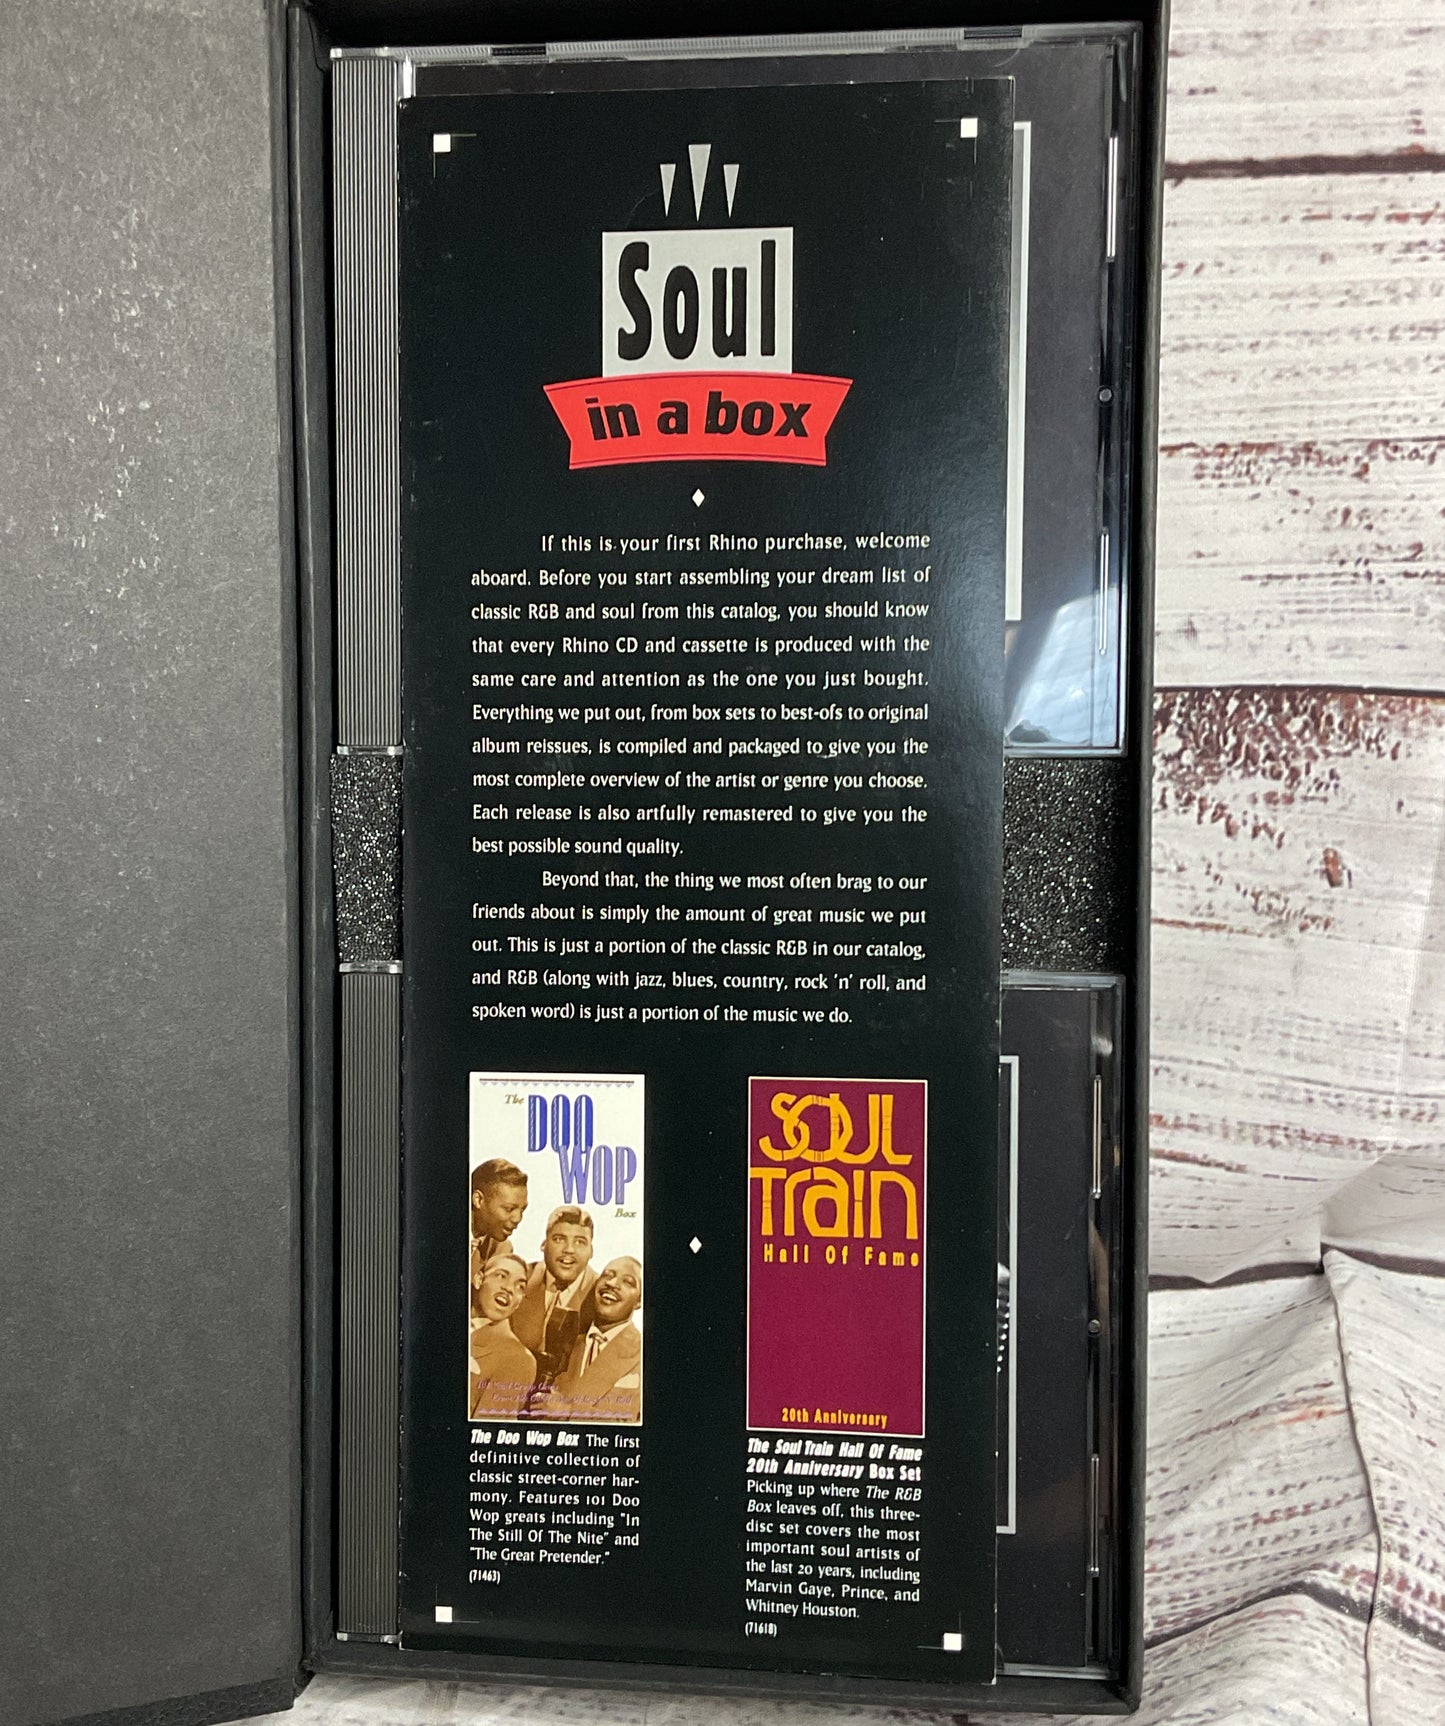 Soul
in a box
If this is your first Rhino purchase, welcome
aboard. Before you start assembling your dream list of
classic R&B and soul from this catalog, you should know
that every Rhino CD and cassette is produced with the
same care and attention as the one you just bought.
Everything we put out, from box sets to best-ofs to original
album reissues, is compiled and packaged to give you the
most complete overview of the artist or genre you choose.
Each release is also artfully remastered to give you the
best possible sound quality.
Beyond that, the thing we most often brag to our
friends about is simply the amount of great music we put
out. This is just a portion of the classic R&B in our catalog,
and R&B (along with jazz, blues, country, rock 'n' roll, and
spoken word) is just a portion of the music we do.
The
DOO
WOP
Box
The Doo Wop Box The first
definitive collection of
classic street-corner har-
mony. Features 101 Doo
Wop greats including "In
The Still Of The Nite" and
"The Great Pretender."
(71463)
SOUL
TRAIN
Hall Of Fame
20th Anniversary
The Soul Train Hall Of Fame
20th Anniversary Box Set
Picking up where The R&B
Box leaves off, this three-
disc set covers the most
important soul artists of
the last 20 years, including
Marvin Gaye, Prince, and
Whitney Houston.
(71618)